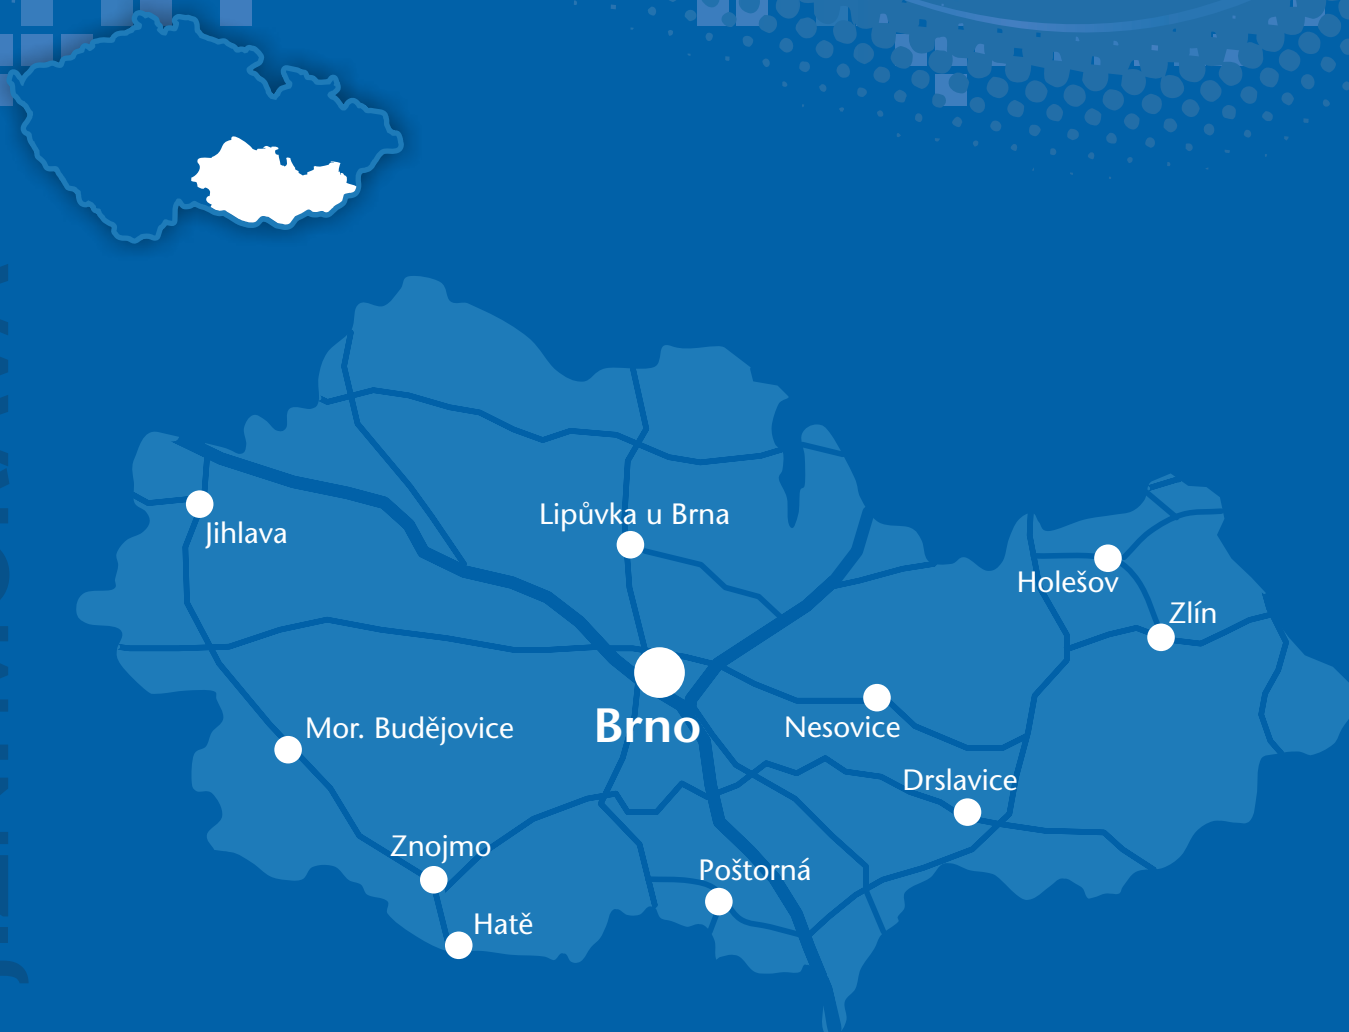 Lipůvka u Brna
Jihlava
Holešov
Zlín
Mor. Budějovice
Brno
Nesovice
Drslavice
Znojmo
Poštorná
Hatě